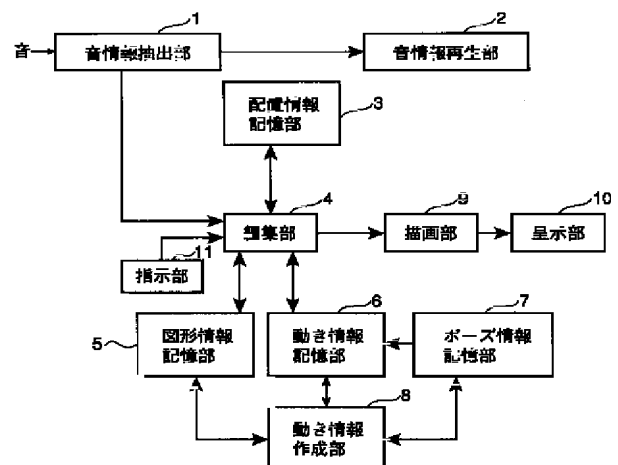 1
2
音
音情報抽出部
音情報再生部
配置情報
記憶部
3
4
9
10
編集部
描画部
呈示部
11
指示部
6
7
5
図形情報
記憶部
動き情報
記憶部
ポーズ情報
記憶部
8
動き情報
作成部